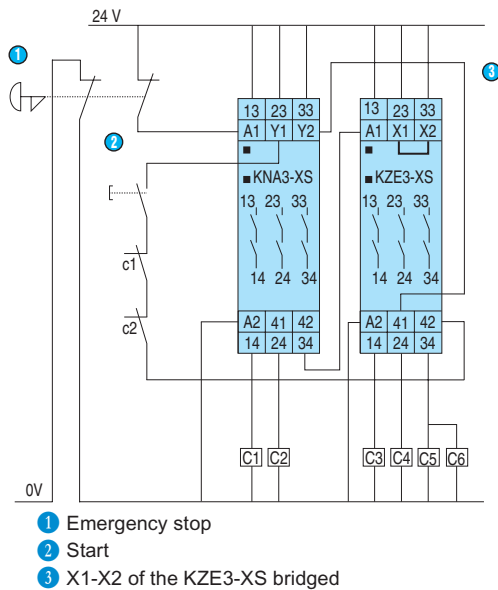 24 V
1
3
13 23 33
13 23 33
A1 Y1 Y2
A1 X1 X2
2
KNA3-XS
KZE3-XS
13 23 33
13 23 33
c1
14 24 34
14 24 34
c2
A2 41 42
A2 41 42
14 24 34
14 24 34
C1 C2
C3 C4 C5 C6
0V
1 Emergency stop
2 Start
3 X1-X2 of the KZE3-XS bridged